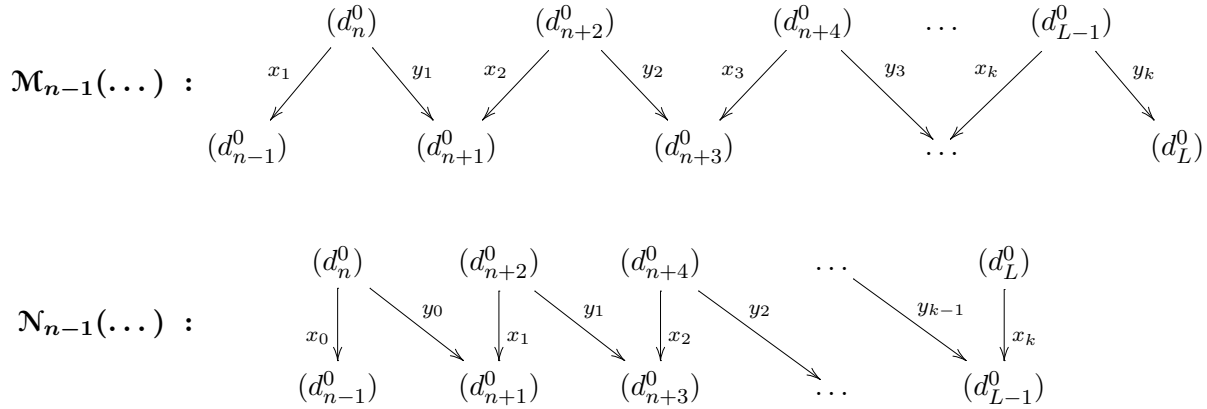 (d^0_n) (d^0_{n+2}) (d^0_{n+4}) … (d^0_{L−1})
x_1 y_1 x_2 y_2 x_3 y_3 x_k y_k
𝔐_{n−1}(…) :
(d^0_{n−1}) (d^0_{n+1}) (d^0_{n+3}) … (d^0_L)
(d^0_n) (d^0_{n+2}) (d^0_{n+4}) … (d^0_L)
𝔑_{n−1}(…) :
x_0 y_0 x_1 y_1 x_2 y_2 y_{k−1} x_k
(d^0_{n−1}) (d^0_{n+1}) (d^0_{n+3}) … (d^0_{L−1})